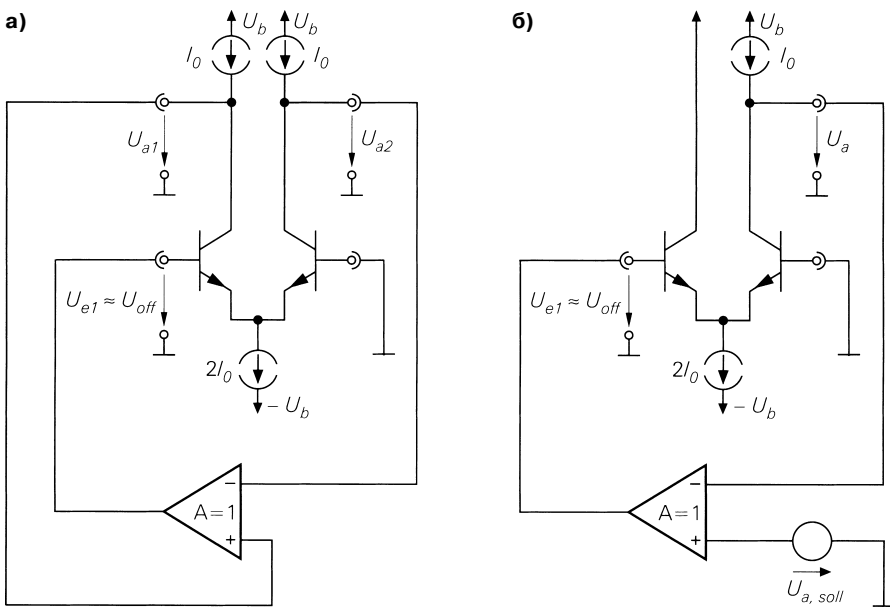 а)
U_b
U_b
I_0
I_0
U_a1
U_a2
U_e1 ≈ U_off
2I_0
– U_b
–
A=1
+
б)
U_b
I_0
U_a
U_e1 ≈ U_off
2I_0
– U_b
–
A=1
+
U_a, soll